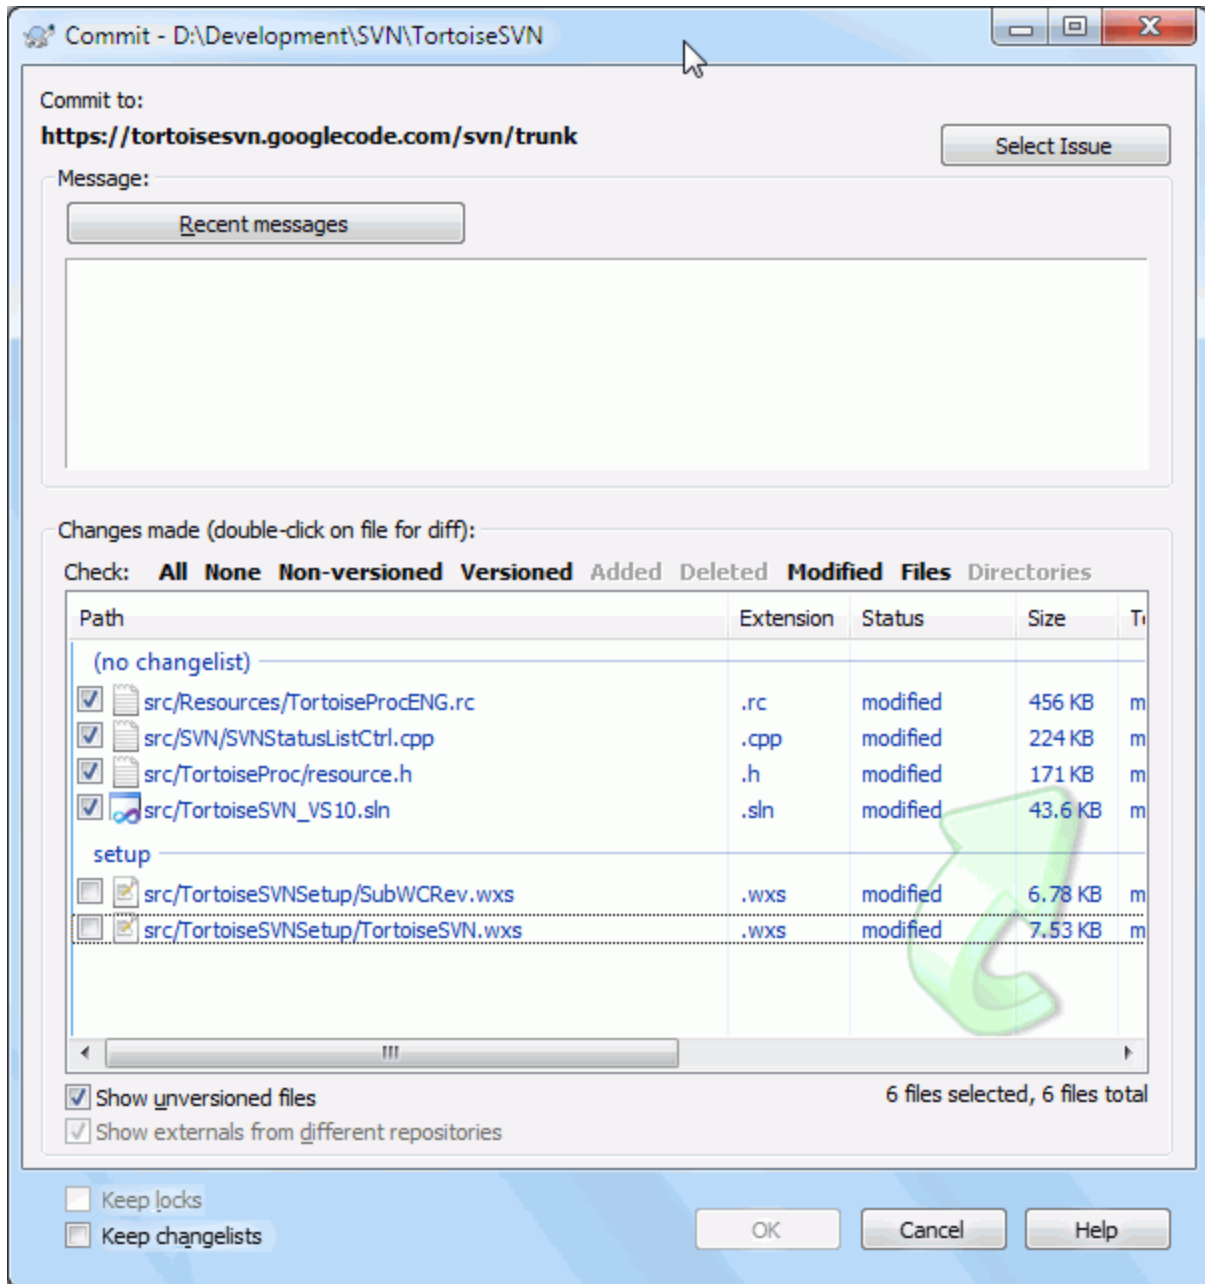 Commit - D:\Development\SVN\TortoiseSVN
Commit to:
https://tortoisesvn.googlecode.com/svn/trunk
Select Issue
Message:
Recent messages
Changes made (double-click on file for diff):
Check: All None Non-versioned Versioned Added Deleted Modified Files Directories
Path Extension Status Size
(no changelist)
src/Resources/TortoiseProcENG.rc .rc modified 456 KB m
src/SVN/SVNStatusListCtrl.cpp .cpp modified 224 KB m
src/TortoiseProc/resource.h .h modified 171 KB m
src/TortoiseSVN_VS10.sln .sln modified 43.6 KB m
setup
src/TortoiseSVNSetup/SubWCRev.wxs .wxs modified 6.78 KB m
src/TortoiseSVNSetup/TortoiseSVN.wxs .wxs modified 7.53 KB m
Show unversioned files
6 files selected, 6 files total
Show externals from different repositories
Keep locks
Keep changelists
OK Cancel Help